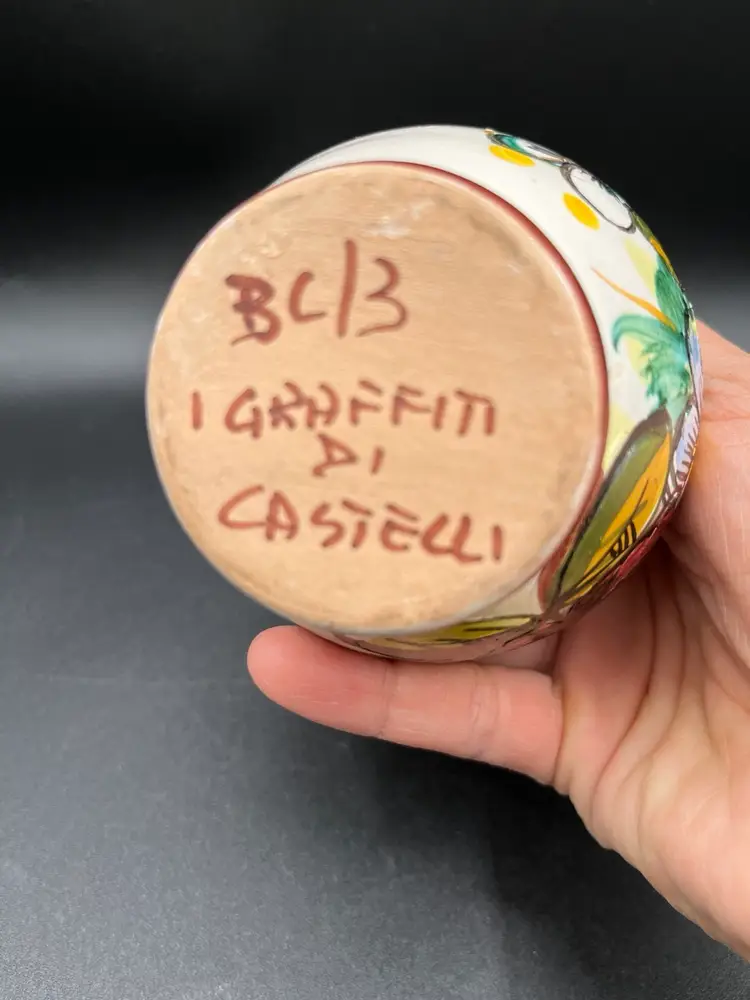 BC/3
I GRAFFITI
DI
CASTELLI